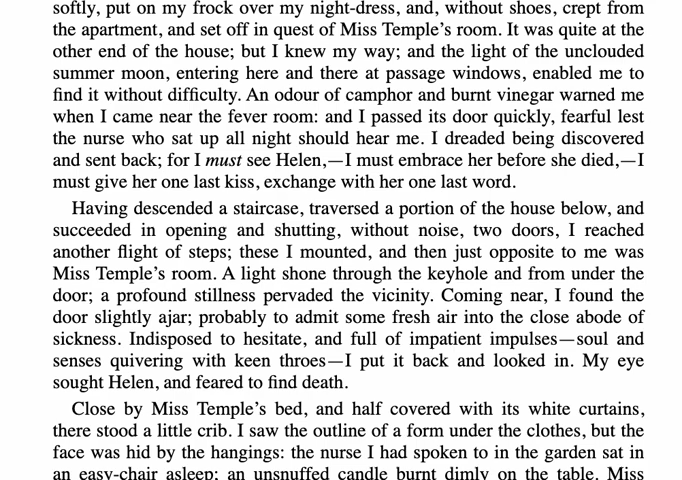 softly, put on my frock over my night-dress, and, without shoes, crept from
the apartment, and set off in quest of Miss Temple’s room. It was quite at the
other end of the house; but I knew my way; and the light of the unclouded
summer moon, entering here and there at passage windows, enabled me to
find it without difficulty. An odour of camphor and burnt vinegar warned me
when I came near the fever room: and I passed its door quickly, fearful lest
the nurse who sat up all night should hear me. I dreaded being discovered
and sent back; for I must see Helen,—I must embrace her before she died,—I
must give her one last kiss, exchange with her one last word.
Having descended a staircase, traversed a portion of the house below, and
succeeded in opening and shutting, without noise, two doors, I reached
another flight of steps; these I mounted, and then just opposite to me was
Miss Temple’s room. A light shone through the keyhole and from under the
door; a profound stillness pervaded the vicinity. Coming near, I found the
door slightly ajar; probably to admit some fresh air into the close abode of
sickness. Indisposed to hesitate, and full of impatient impulses—soul and
senses quivering with keen throes—I put it back and looked in. My eye
sought Helen, and feared to find death.
Close by Miss Temple’s bed, and half covered with its white curtains,
there stood a little crib. I saw the outline of a form under the clothes, but the
face was hid by the hangings: the nurse I had spoken to in the garden sat in
an easy-chair asleep; an unsnuffed candle burnt dimly on the table. Miss